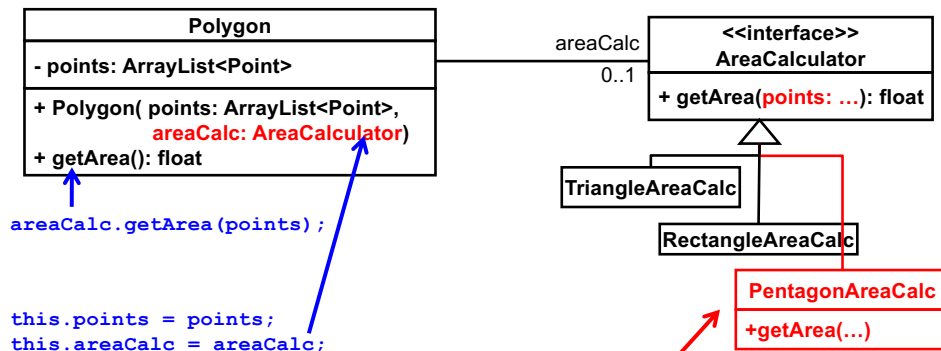 Polygon
- points: ArrayList<Point>
+ Polygon( points: ArrayList<Point>,
areaCalc: AreaCalculator)
+ getArea(): float
areaCalc.getArea(points);
this.points = points;
this.areaCalc = areaCalc;
areaCalc
0..1
<<interface>>
AreaCalculator
+ getArea(points: …): float
TriangleAreaCalc
RectangleAreaCalc
PentagonAreaCalc
+getArea(…)